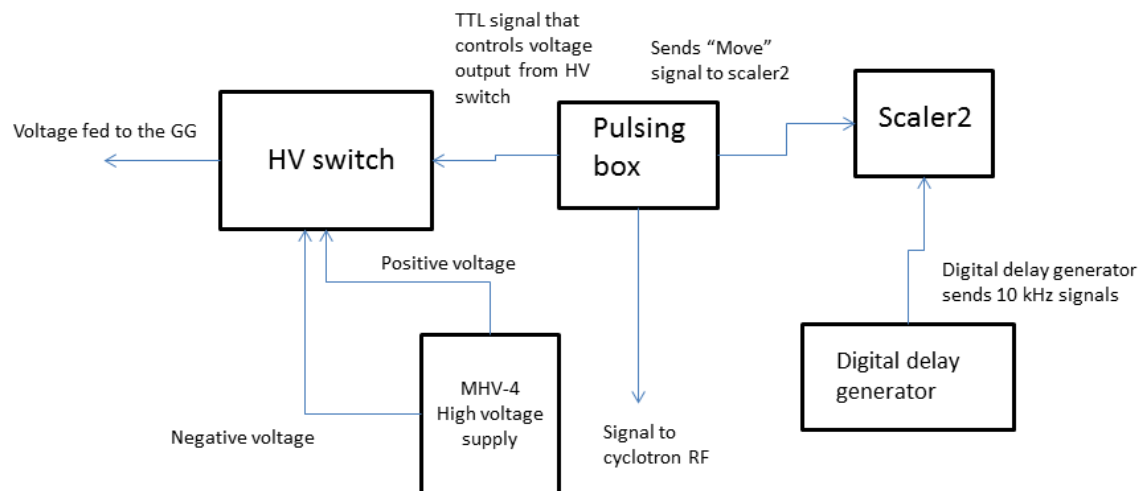 TTL signal that
controls voltage
output from HV
switch
Sends “Move”
signal to scaler2
Voltage fed to the GG
HV switch
Pulsing
box
Scaler2
Positive voltage
Digital delay generator
sends 10 kHz signals
MHV-4
High voltage
supply
Digital delay
generator
Negative voltage
Signal to
cyclotron RF